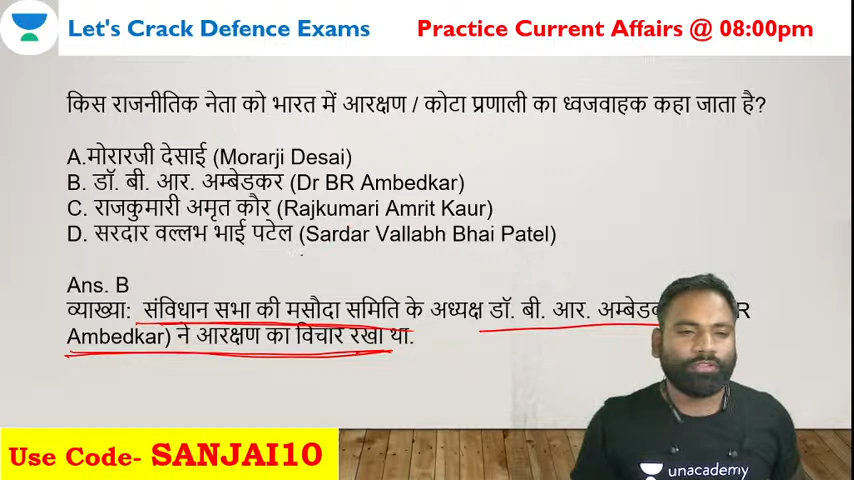 Let's Crack Defence Exams
Practice Current Affairs @ 08:00pm
किस राजनीतिक नेता को भारत में आरक्षण / कोटा प्रणाली का ध्वजवाहक कहा जाता है?
A.मोरारजी देसाई (Morarji Desai)
B. डॉ. बी. आर. अम्बेडकर (Dr BR Ambedkar)
C. राजकुमारी अमृत कौर (Rajkumari Amrit Kaur)
D. सरदार वल्लभ भाई पटेल (Sardar Vallabh Bhai Patel)
Ans. B
व्याख्या: संविधान सभा की मसौदा समिति के अध्यक्ष डॉ. बी. आर. R
Ambedkar) ने आरक्षण का विचार रखा था.
Use Code- SANJAI10
unacademy